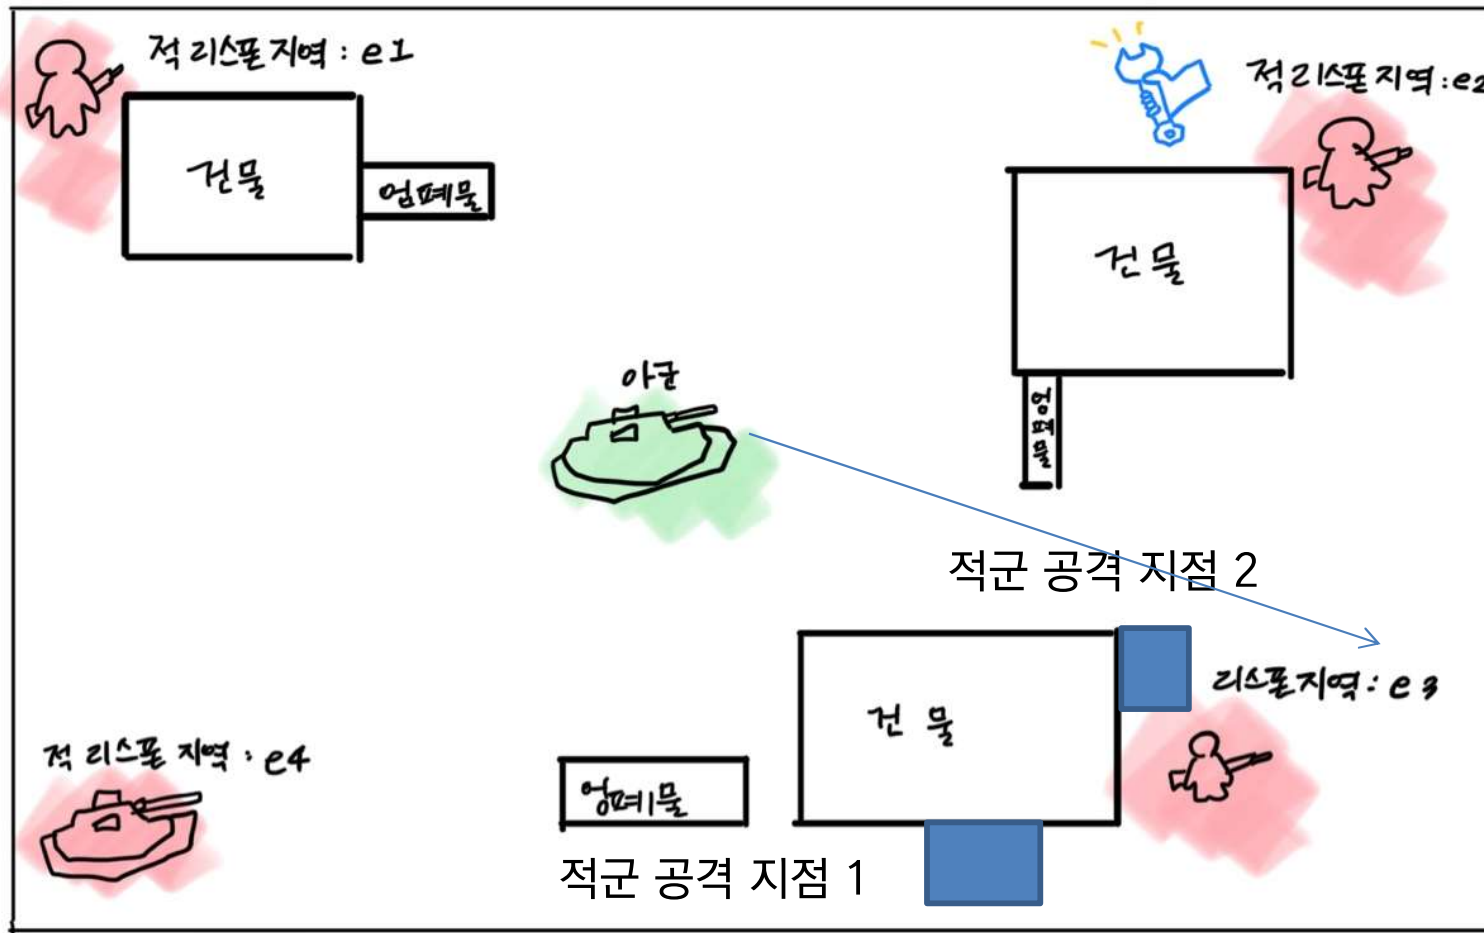 적 리스폰 지역 : e1
적 리스폰 지역 : e2
건물
엄폐물
건물
엄폐물
아군
적군 공격 지점 2
리스폰 지역 : e3
건물
적 리스폰 지역 : e4
엄폐물
적군 공격 지점 1